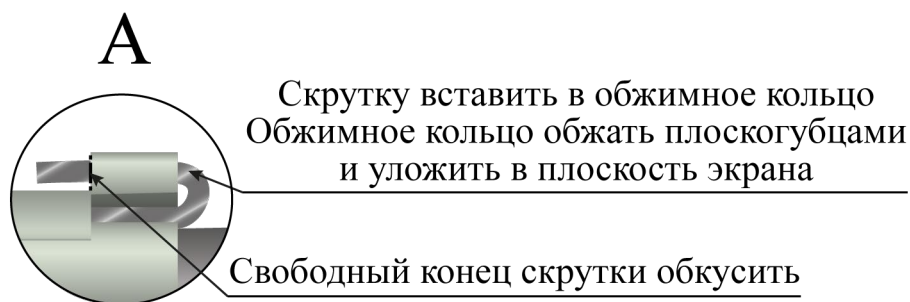 А
Скрутку вставить в обжимное кольцо
Обжимное кольцо обжать плоскогубцами
и уложить в плоскость экрана
Свободный конец скрутки обкусить